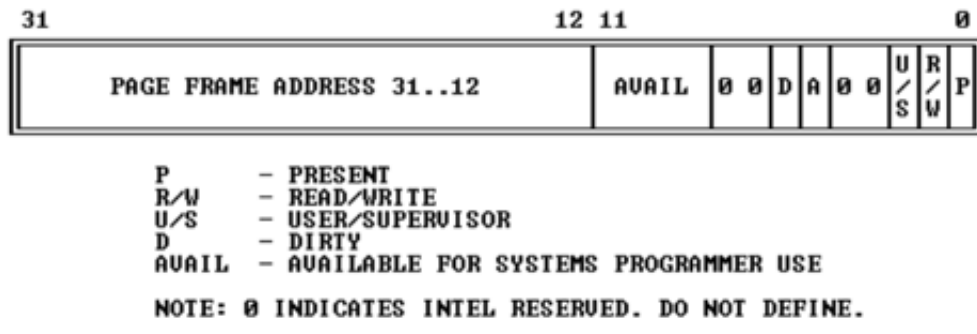 31 12 11 0
PAGE FRAME ADDRESS 31..12 AVAIL 0 0 D A 0 0 U/S R/W P
P - PRESENT
R/W - READ/WRITE
U/S - USER/SUPERVISOR
D - DIRTY
AVAIL - AVAILABLE FOR SYSTEMS PROGRAMMER USE
NOTE: 0 INDICATES INTEL RESERVED. DO NOT DEFINE.